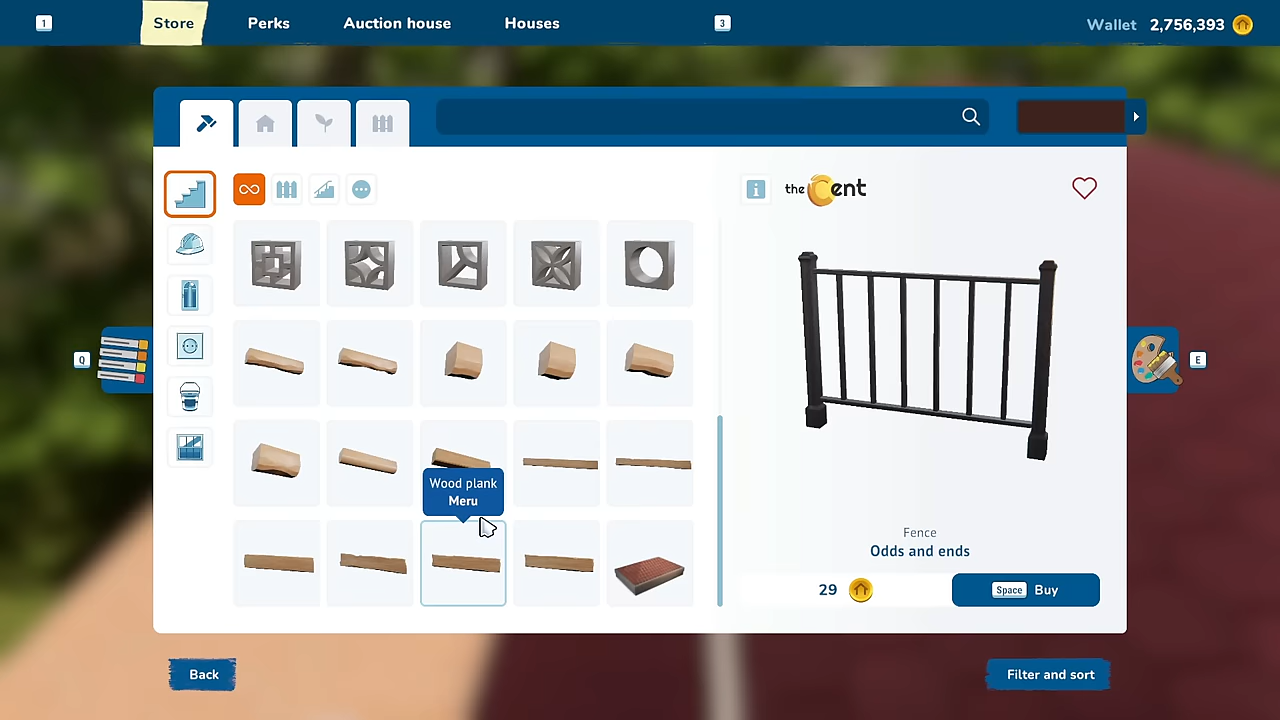 1
Store
Perks
Auction house
Houses
3
Wallet 2,756,393
the Cent
Q
E
Wood plank
Meru
Fence
Odds and ends
29
Space Buy
Back
Filter and sort